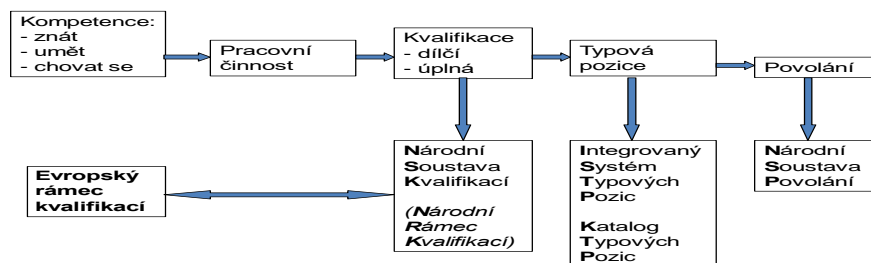 Kompetence:
- znát
- umět
- chovat se
Pracovní
činnost
Kvalifikace
- dílčí
- úplná
Typová
pozice
Povolání
Evropský
rámec
kvalifikací
Národní
Soustava
Kvalifikací
(Národní
Rámec
Kvalifikací)
Integrovaný
Systém
Typových
Pozic
Katalog
Typových
Pozic
Národní
Soustava
Povolání